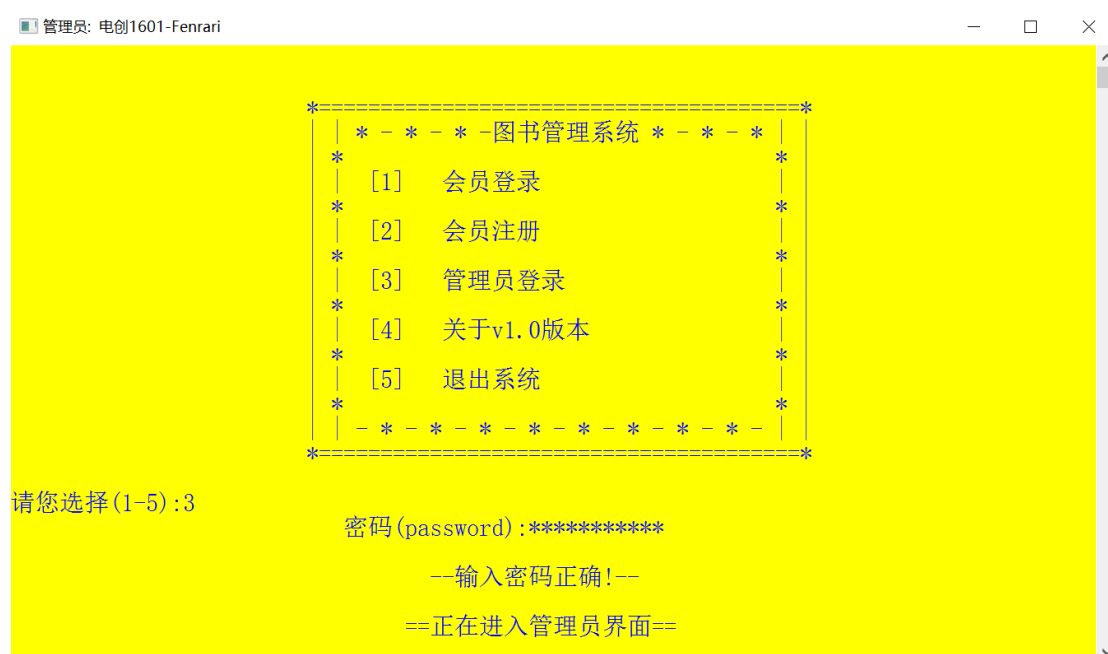 管理员: 电创1601-Fenrari
*=======================================*
| | * - * - * -图书管理系统 * - * - * | |
* *
| [1] 会员登录 |
* *
| [2] 会员注册 |
* *
| [3] 管理员登录 |
* *
| [4] 关于v1.0版本 |
* *
| [5] 退出系统 |
* *
| | - * - * - * - * - * - * - * - * - | |
*=======================================*
请您选择(1-5):3
密码(password):***********
--输入密码正确!--
==正在进入管理员界面==